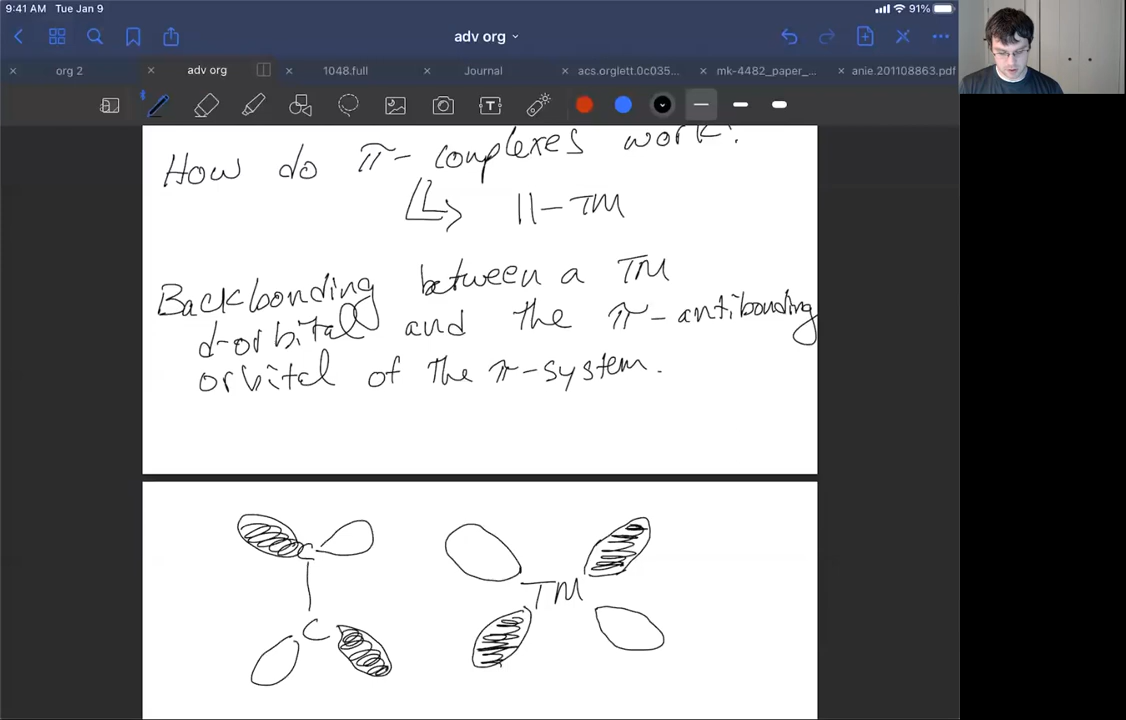 9:41 AM Tue Jan 9
91%
adv org
org 2
adv org
1048.full
Journal
acs.orglett.0c035...
mk-4482_paper_...
anie.201108863.pdf
How do π- complexes work?
||-TM
Backbonding between a TM
d-orbital and the π-antibonding
orbital of the π-system.
C
TM
C